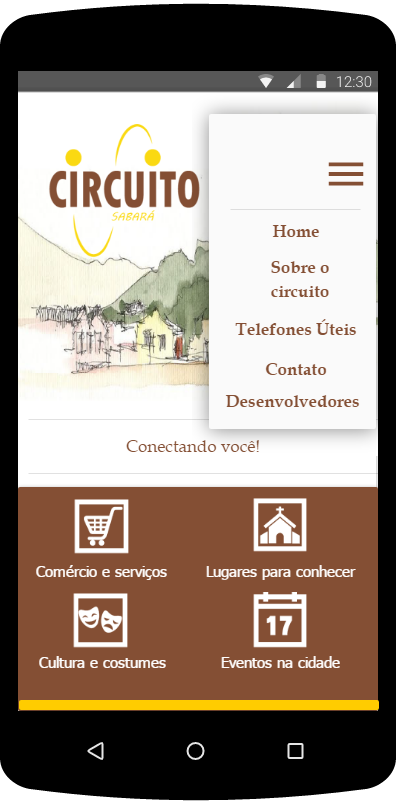 12:30
CIRCUITO
SABARÁ
Home
Sobre o
circuito
Telefones Úteis
Contato
Desenvolvedores
Conectando você!
Comércio e serviços
Lugares para conhecer
17
Cultura e costumes
Eventos na cidade